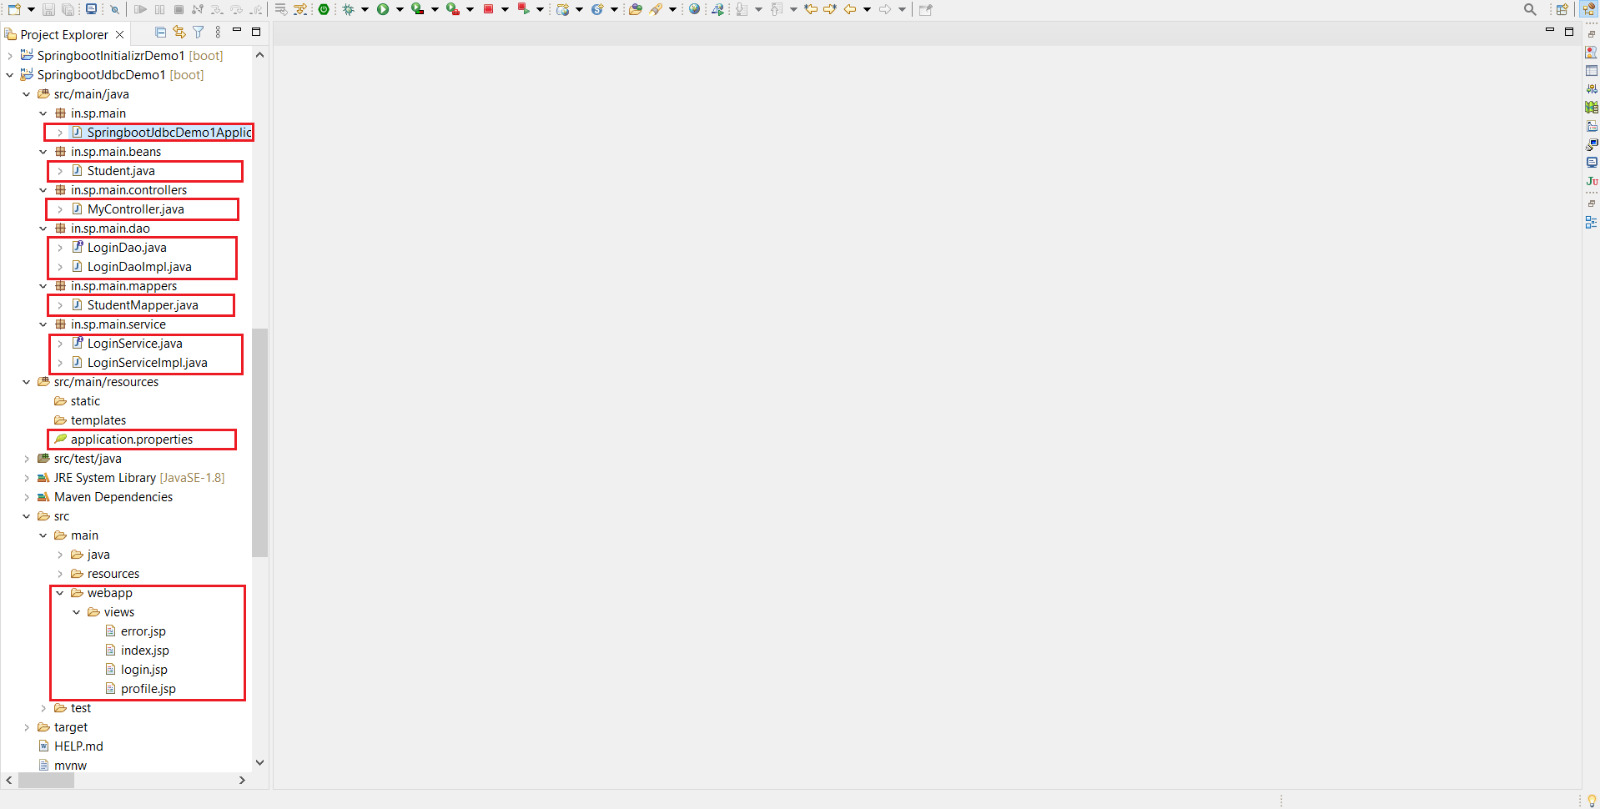 Project Explorer
SpringbootInitializrDemo1 [boot]
SpringbootJdbcDemo1 [boot]
src/main/java
in.sp.main
SpringbootJdbcDemo1Applic
in.sp.main.beans
Student.java
in.sp.main.controllers
MyController.java
in.sp.main.dao
LoginDao.java
LoginDaoImpl.java
in.sp.main.mappers
StudentMapper.java
in.sp.main.service
LoginService.java
LoginServiceImpl.java
src/main/resources
static
templates
application.properties
src/test/java
JRE System Library [JavaSE-1.8]
Maven Dependencies
src
main
java
resources
webapp
views
error.jsp
index.jsp
login.jsp
profile.jsp
test
target
HELP.md
mvnw